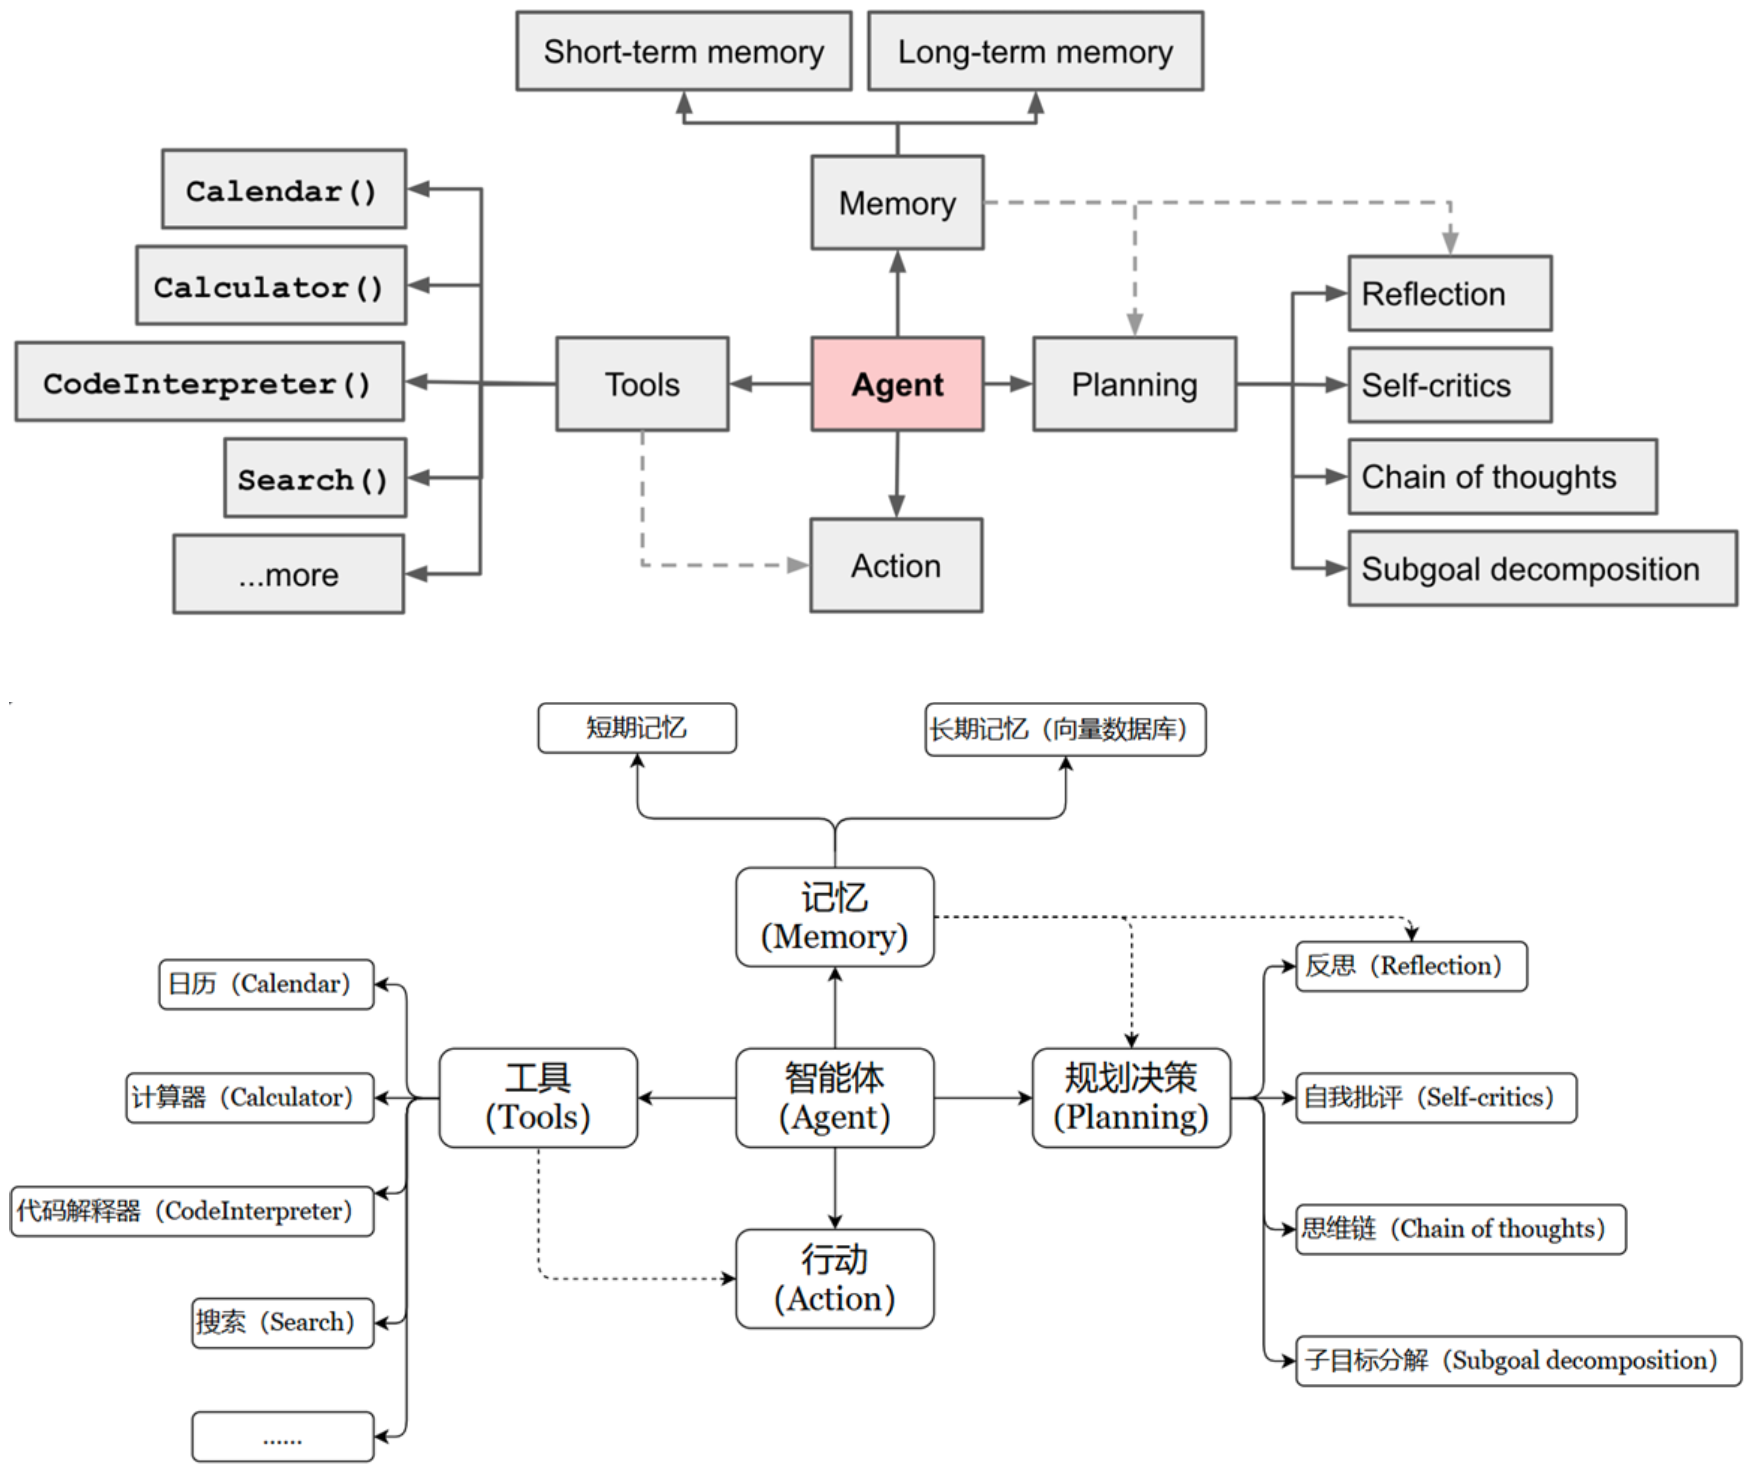 Short-term memory
Long-term memory
Calendar()
Memory
Calculator()
Reflection
CodeInterpreter()
Tools
Agent
Planning
Self-critics
Search()
Chain of thoughts
...more
Action
Subgoal decomposition
短期记忆
长期记忆（向量数据库）
记忆
(Memory)
日历（Calendar）
反思（Reflection）
工具
(Tools)
智能体
(Agent)
规划决策
(Planning)
计算器（Calculator）
自我批评（Self-critics）
代码解释器（CodeInterpreter）
思维链（Chain of thoughts）
行动
(Action)
搜索（Search）
子目标分解（Subgoal decomposition）
......